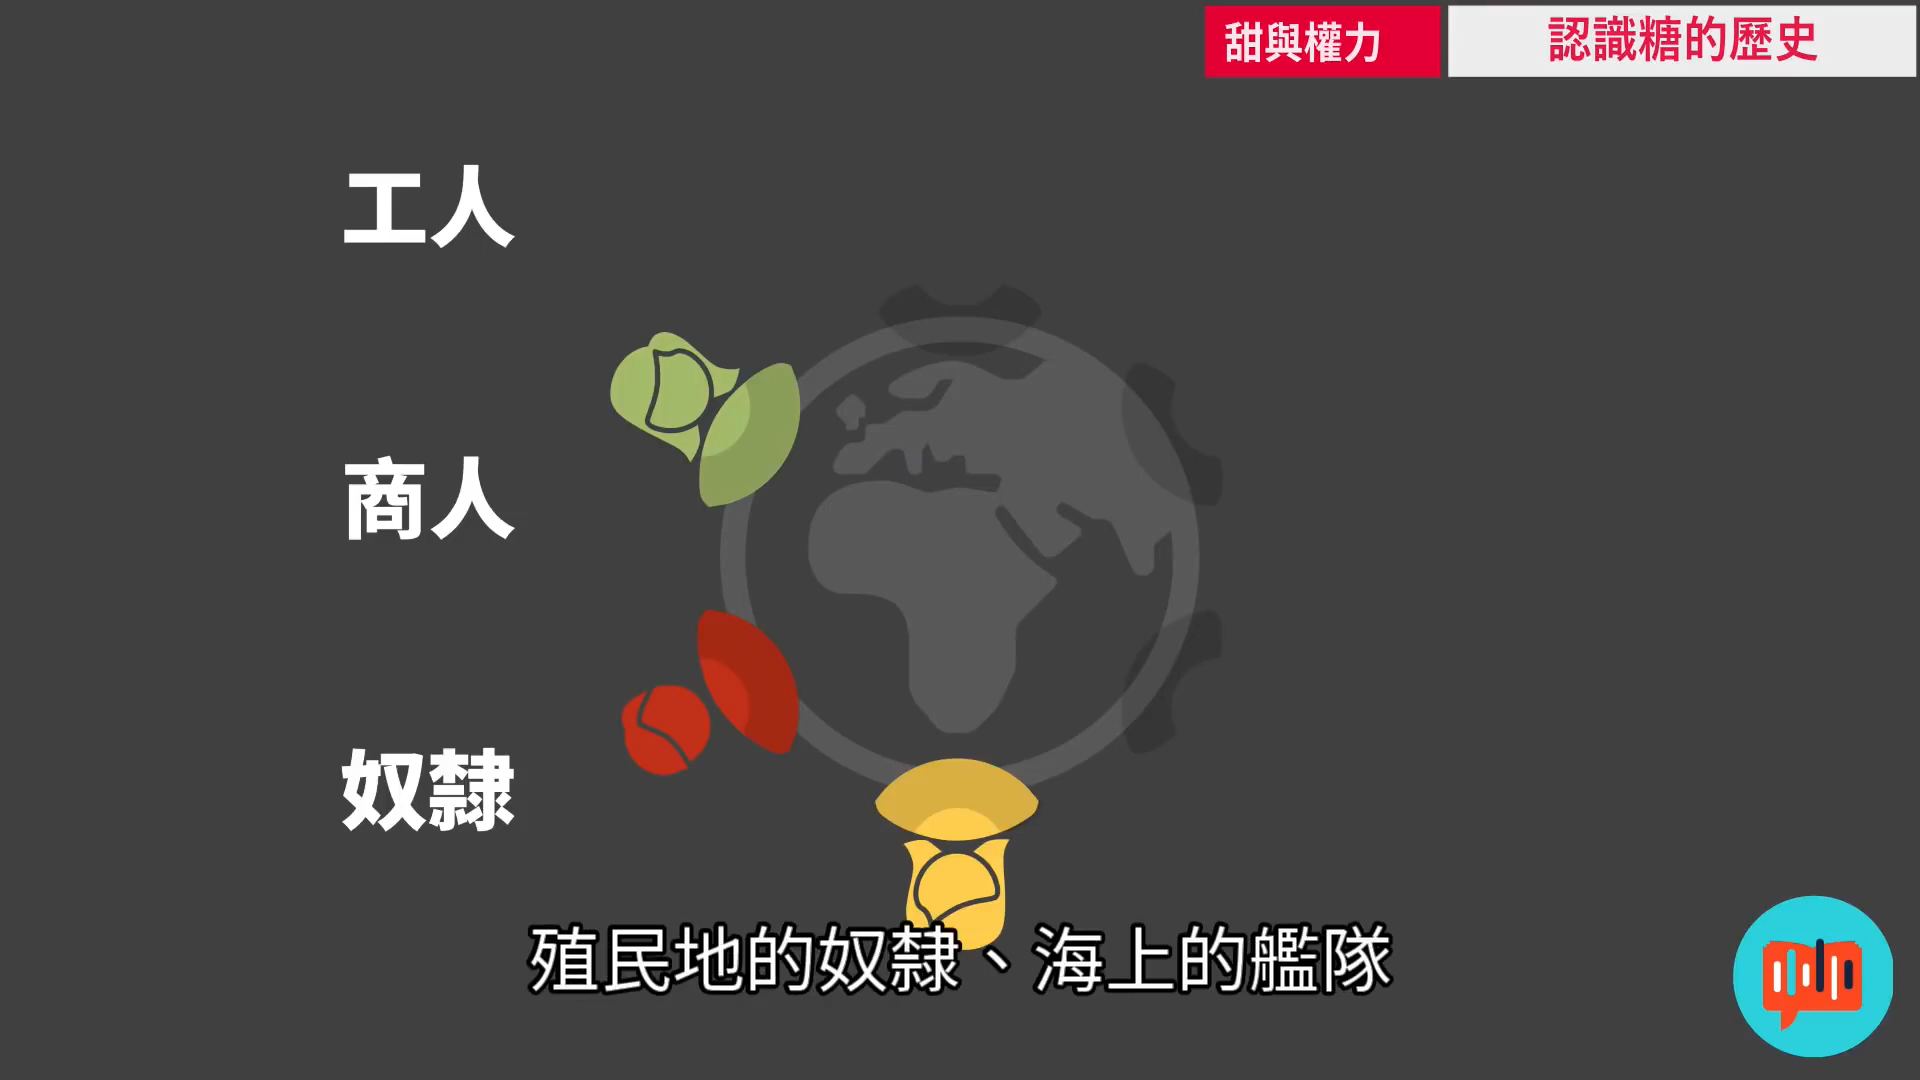 甜與權力
認識糖的歷史
工人
商人
奴隸
殖民地的奴隸、海上的艦隊